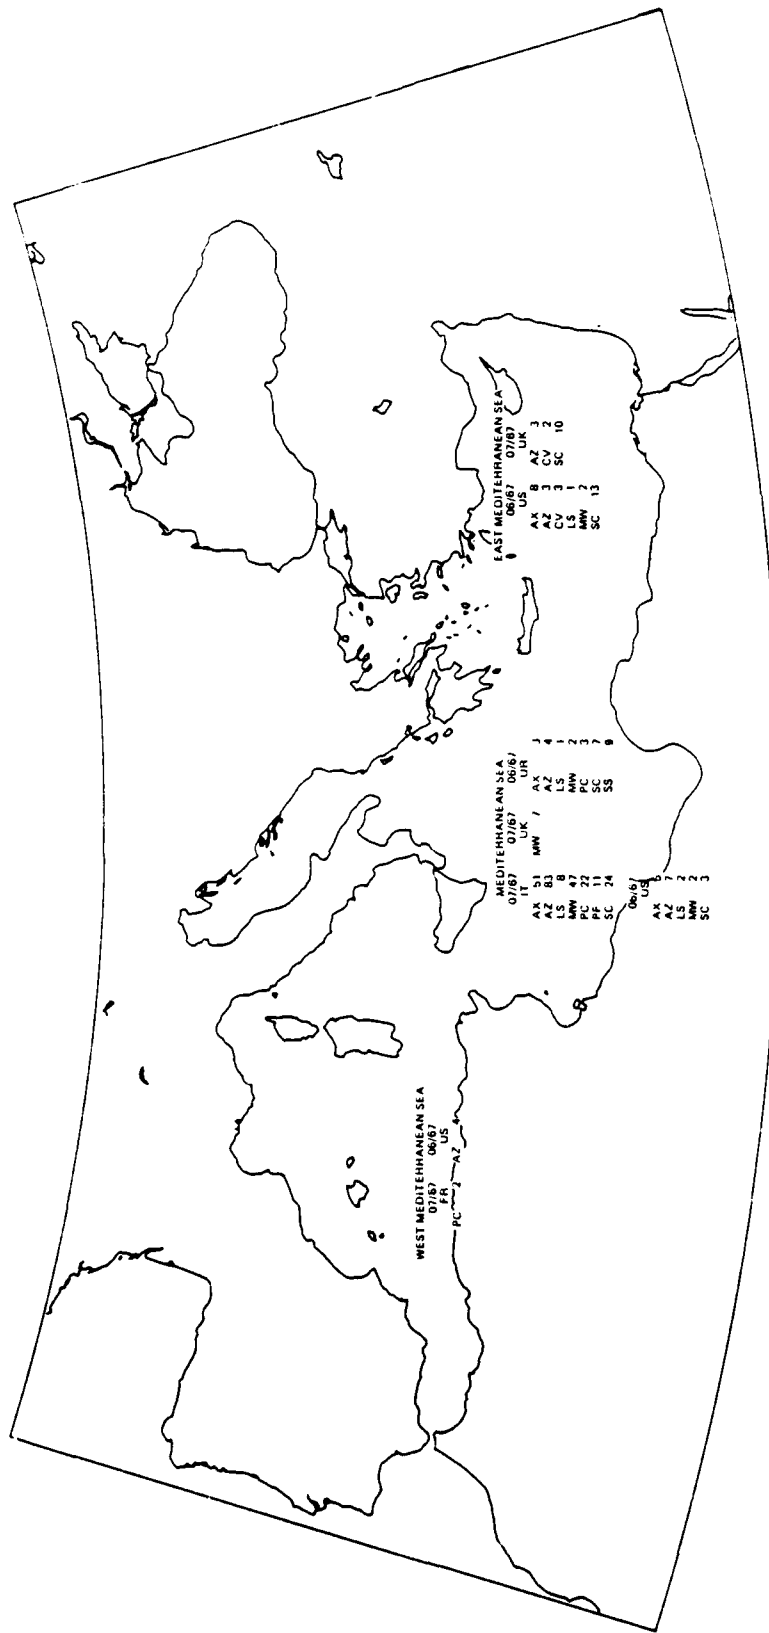 WEST MEDITERRANEAN SEA
07/67 06/67
FR US
PC 2 AZ 4
MEDITERRANEAN SEA
07/67 07/67 06/67
IT UK UR
AX 51 MW AX 3
AZ 83 AZ 4
LS 8 LS 1
MW 47 MW 2
PC 22 PC 3
PF 11 SC 7
SC 24 SS 9
06/67
US
AX
AZ 7
LS 2
MW 2
SC 3
EAST MEDITERRANEAN SEA
06/67 07/67
US UK
AX 8 AZ 3
AZ 3 CV 2
CV 3 SC 10
LS 1
MW 2
SC 13